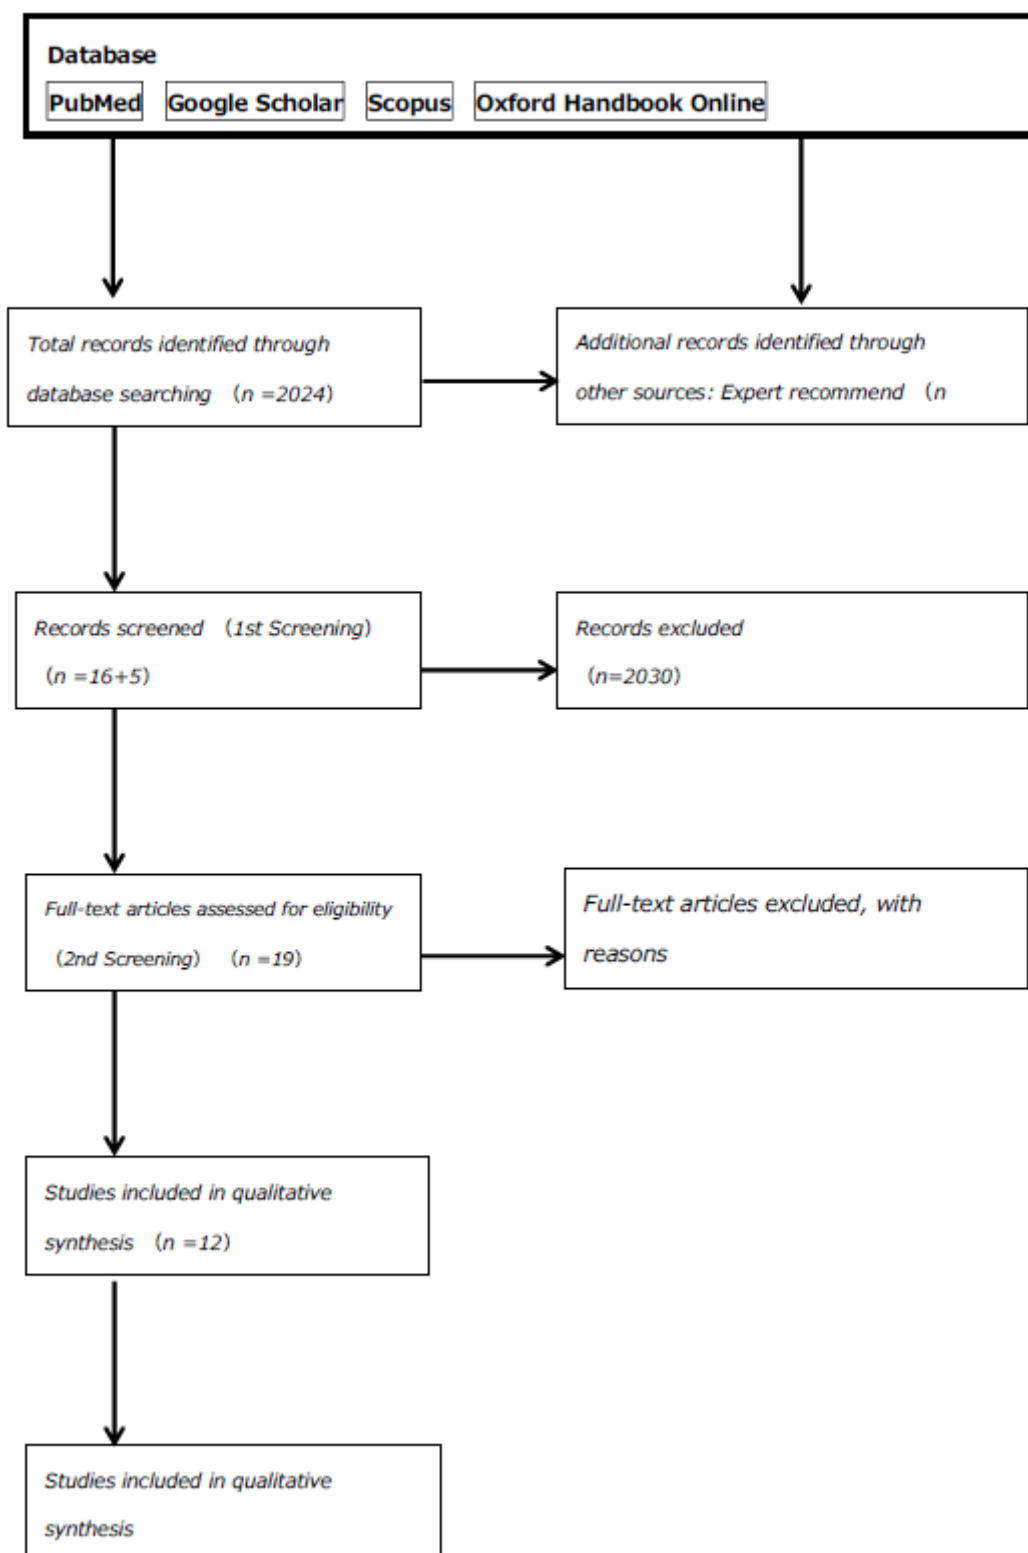 Database
PubMed Google Scholar Scopus Oxford Handbook Online
Total records identified through
database searching （n =2024)
Additional records identified through
other sources: Expert recommend （n
Records screened （1st Screening）
（n =16+5）
Records excluded
（n=2030)
Full-text articles assessed for eligibility
（2nd Screening） （n =19）
Full-text articles excluded, with
reasons
Studies included in qualitative
synthesis （n =12）
Studies included in qualitative
synthesis